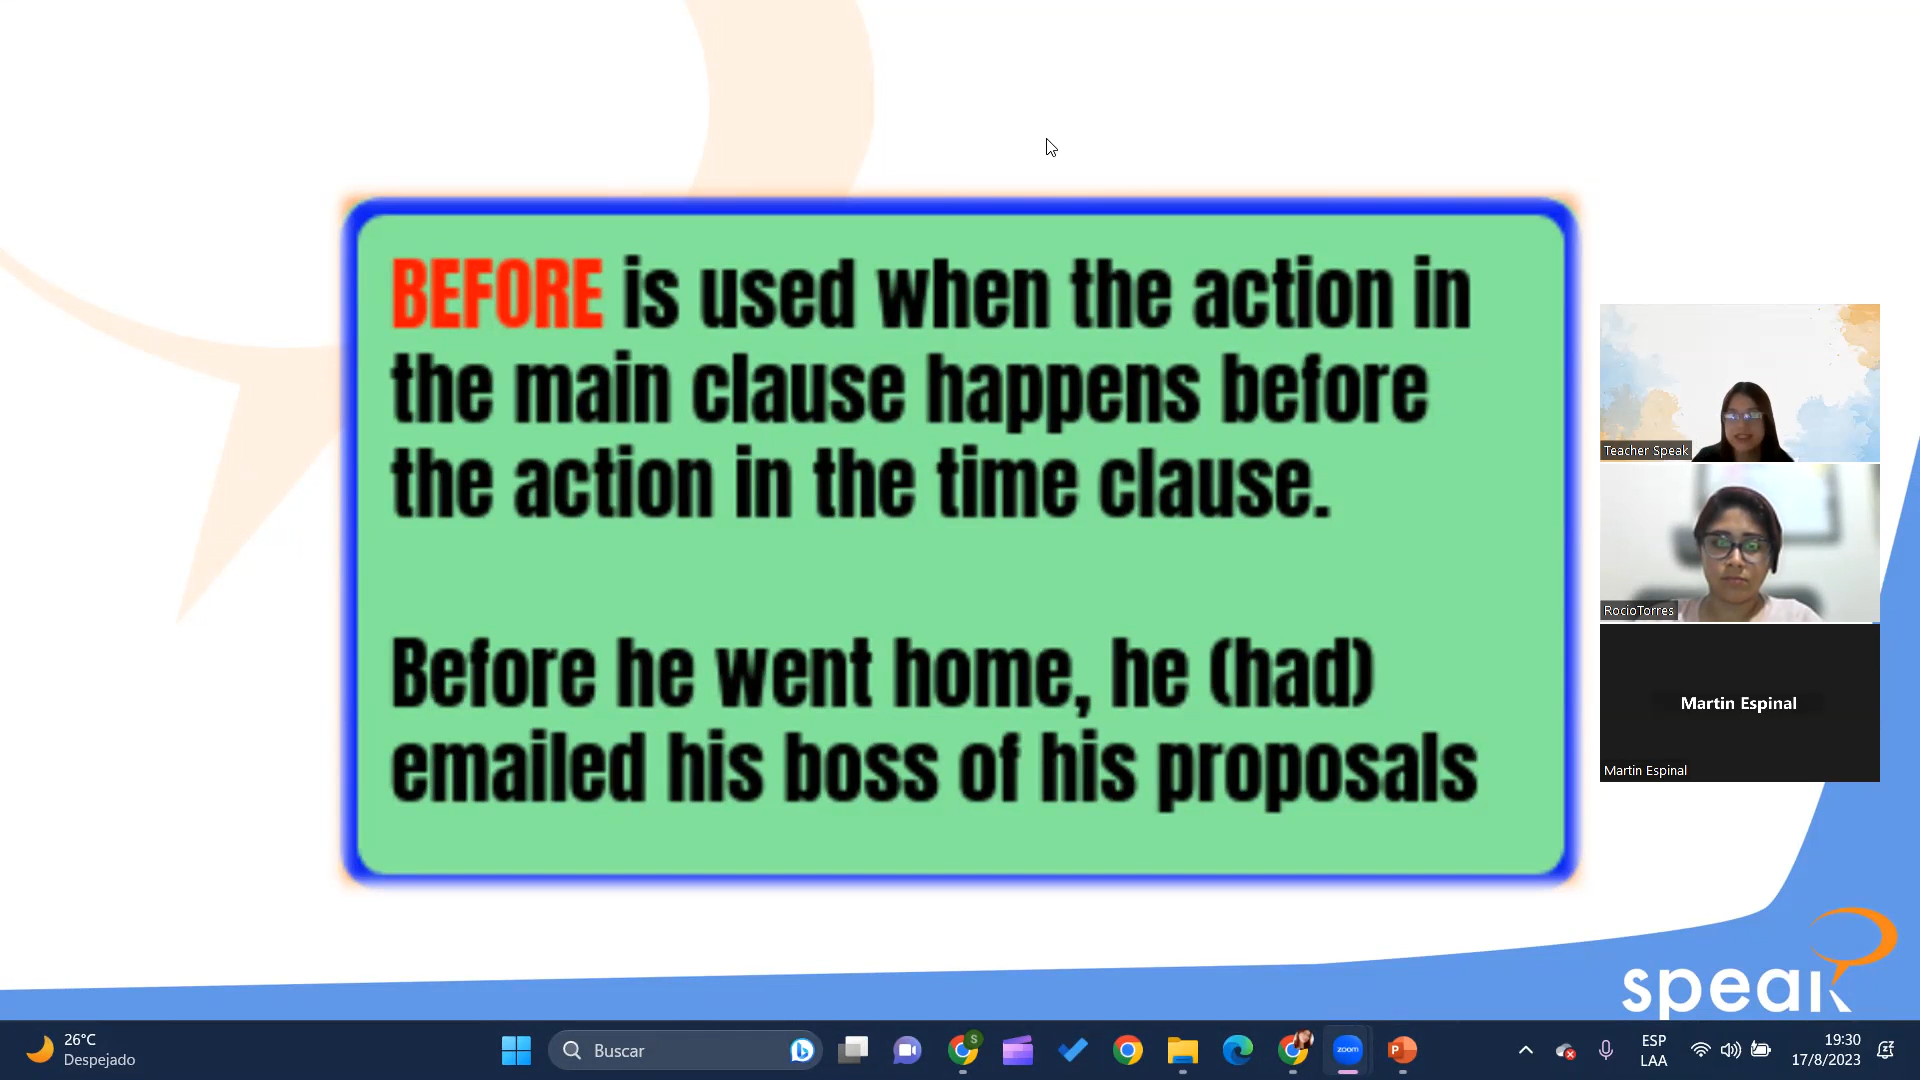 BEFORE is used when the action in
the main clause happens before
the action in the time clause.
Before he went home, he (had)
emailed his boss of his proposals
Teacher Speak
RocioTorres
Martin Espinal
Martin Espinal
speak
26°C
Despejado
Buscar
S
zoom
P
ESP
LAA
19:30
17/8/2023